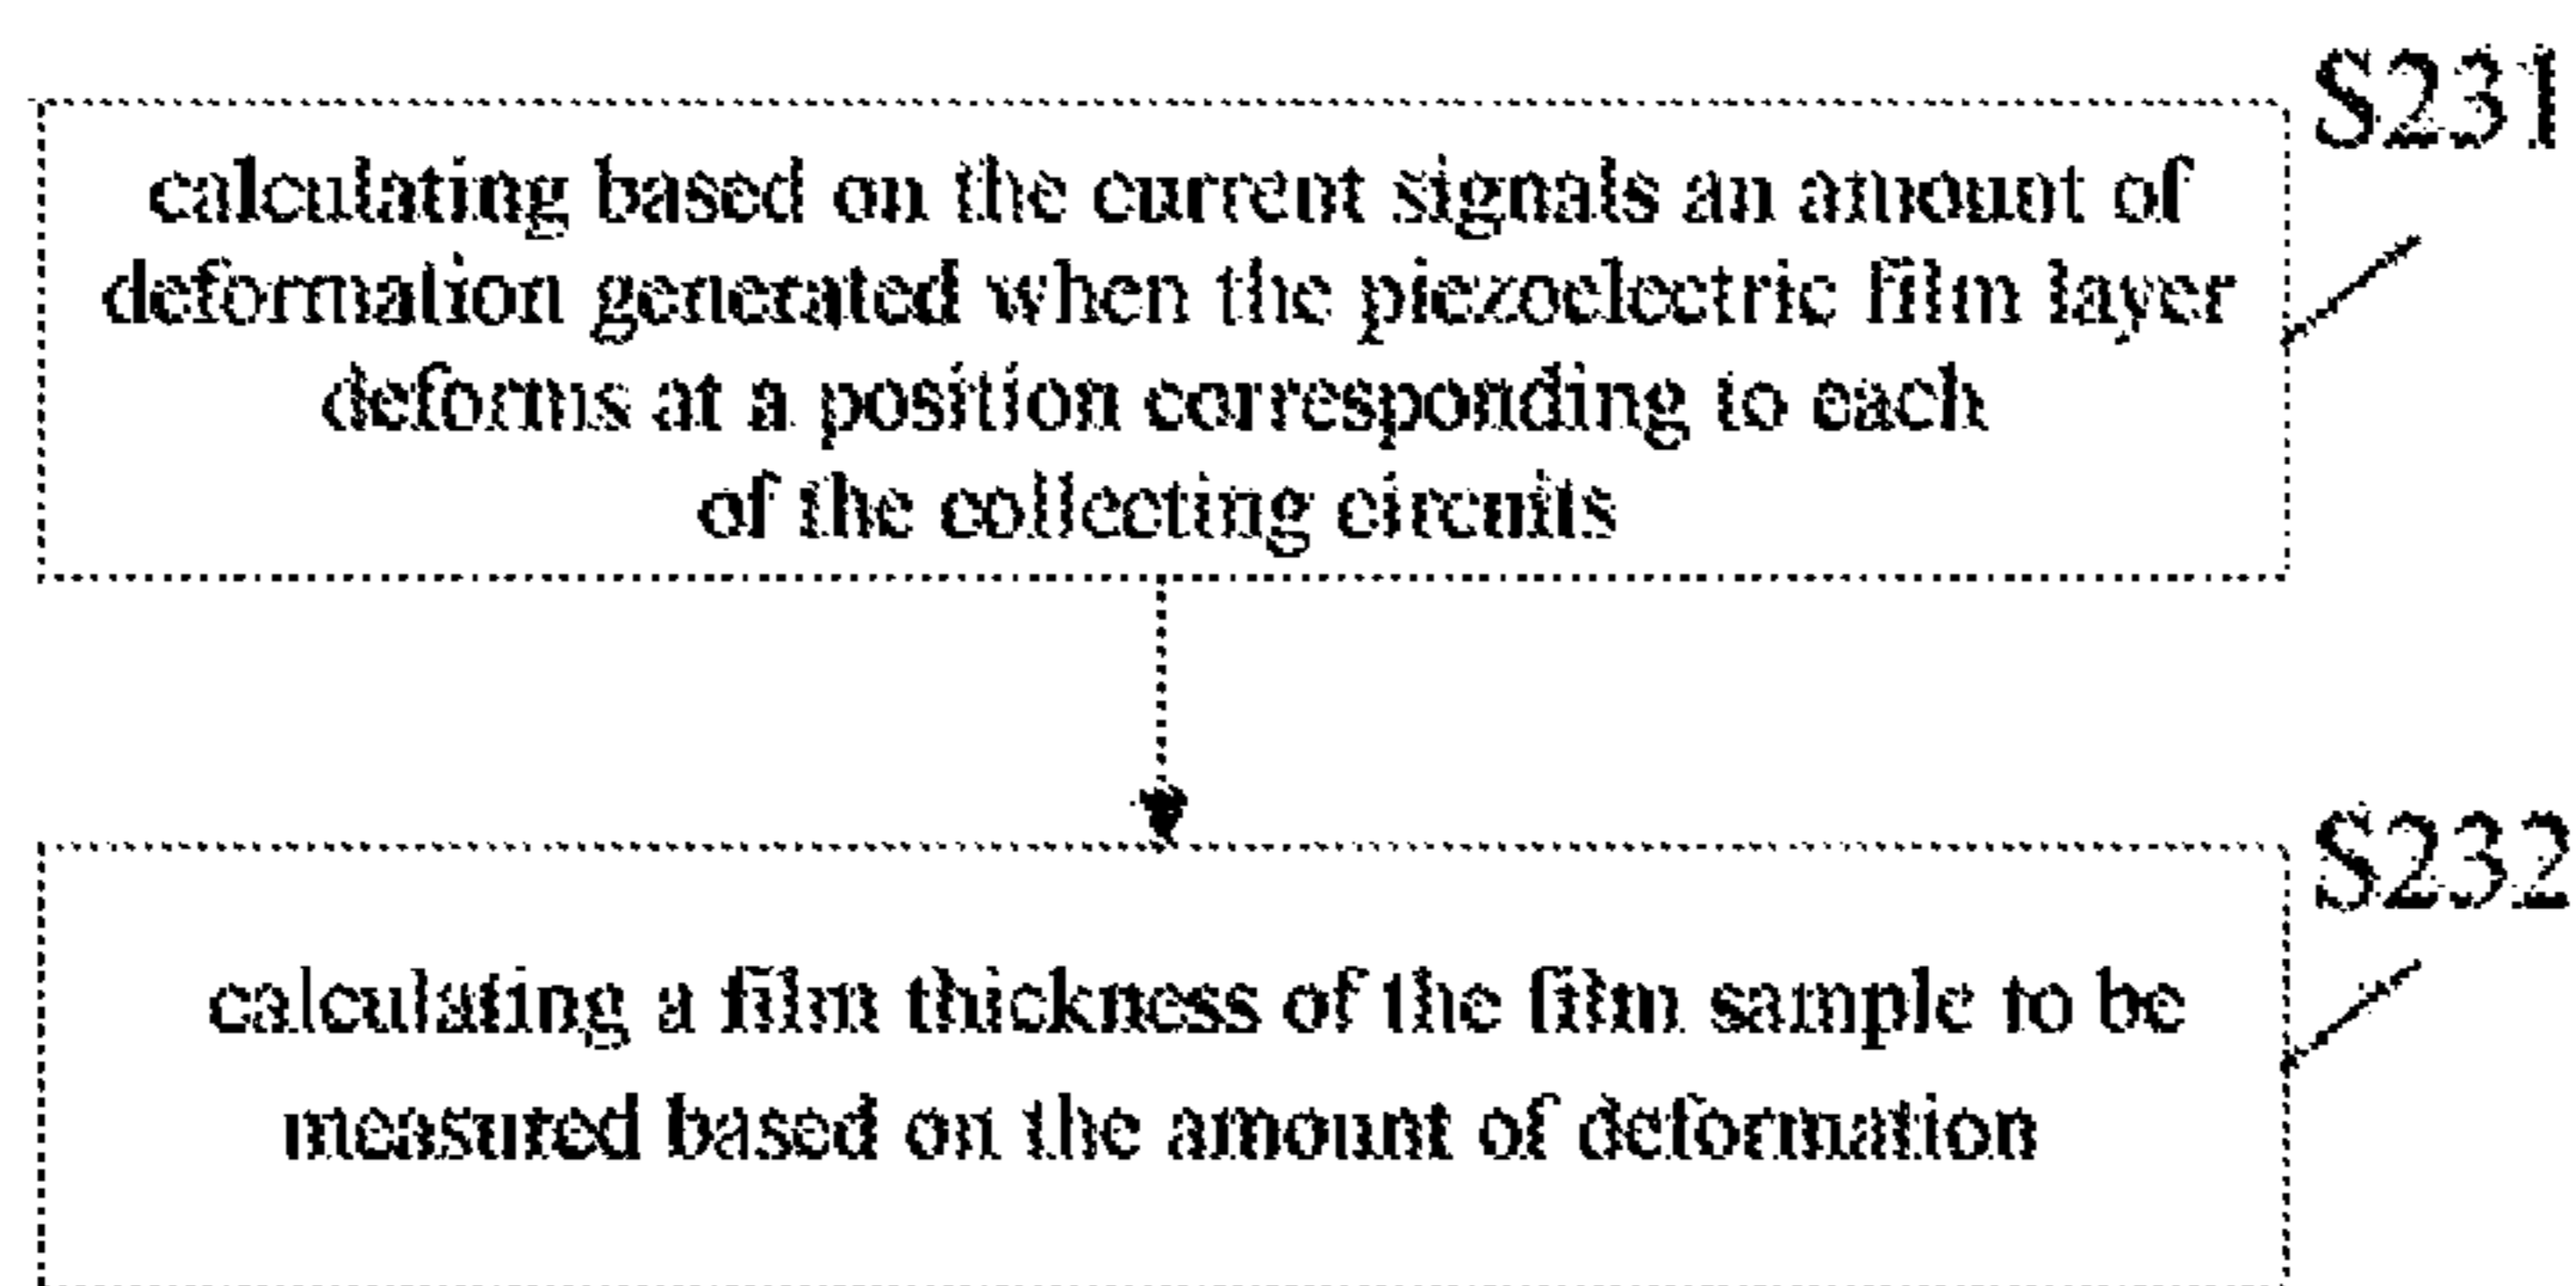 S231
calculating based on the current signals an amount of
deformation generated when the piezoelectric film layer
deforms at a position corresponding to each
of the collecting circuits
S232
calculating a film thickness of the film sample to be
measured based on the amount of deformation